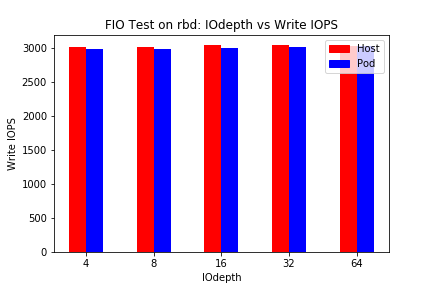 FIO Test on rbd: IOdepth vs Write IOPS
Host
Pod
3000
2500
2000
1500
1000
500
0
Write IOPS
4 8 16 32 64
IOdepth